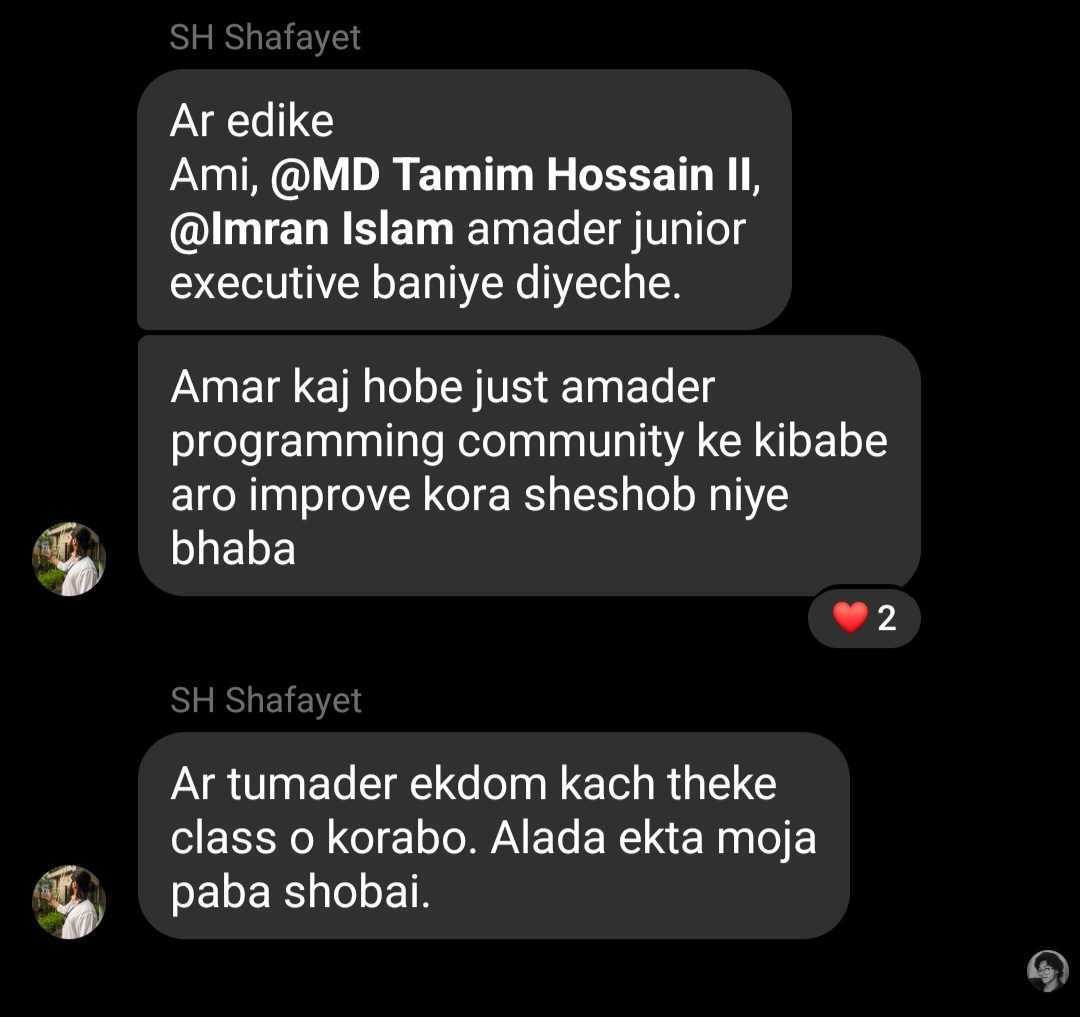 SH Shafayet
Ar edike
Ami, @MD Tamim Hossain II,
@Imran Islam amader junior
executive baniye diyeche.
Amar kaj hobe just amader
programming community ke kibabe
aro improve kora sheshob niye
bhaba
2
SH Shafayet
Ar tumader ekdom kach theke
class o korabo. Alada ekta moja
paba shobai.